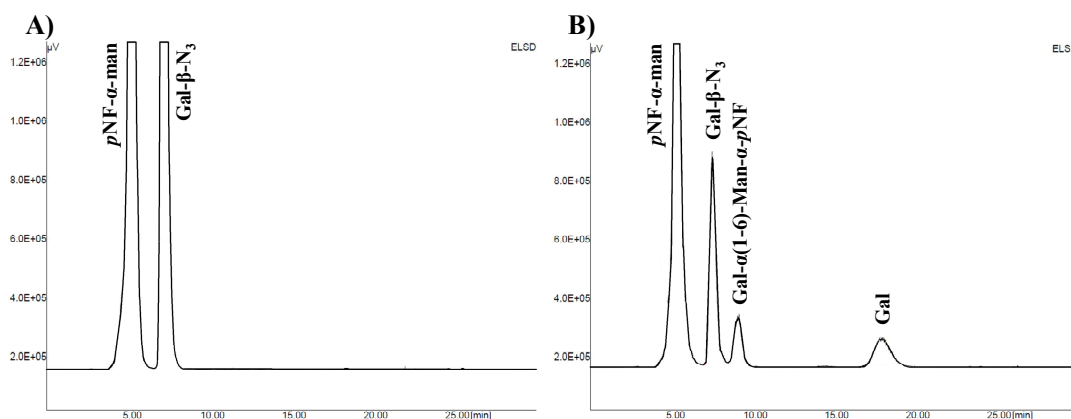 A)
µV
ELSD
1.2E+06
1.0E+06
8.0E+05
6.0E+05
4.0E+05
2.0E+05
5.00
10.00
15.00
20.00
25.00[min]
pNF-α-man
Gal-β-N3
B)
µV
ELS
1.2E+06
1.0E+06
8.0E+05
6.0E+05
4.0E+05
2.0E+05
5.00
10.00
15.00
20.00
25.00[min]
pNF-α-man
Gal-β-N3
Gal-α(1-6)-Man-α-pNF
Gal